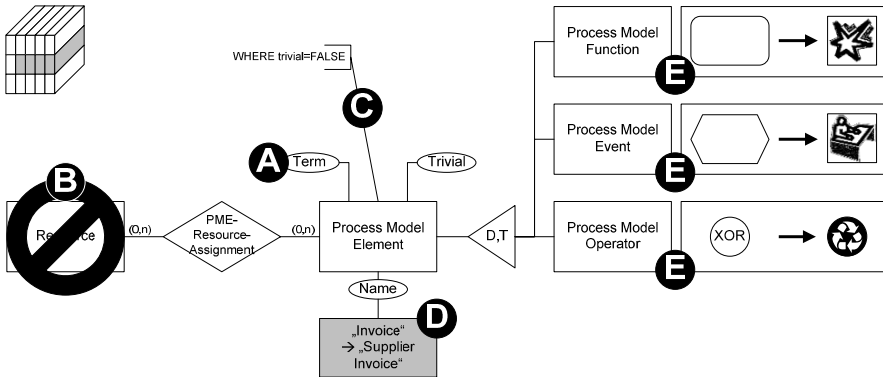 Process Model
Function
E
WHERE trivial=FALSE
C
Process Model
Event
E
A
Term
Trivial
B
(0,n)
PME-
Resource-
Assignment
(0,n)
Process Model
Element
D,T
Process Model
Operator
E
XOR
Name
D
„Invoice“
→ „Supplier
Invoice“